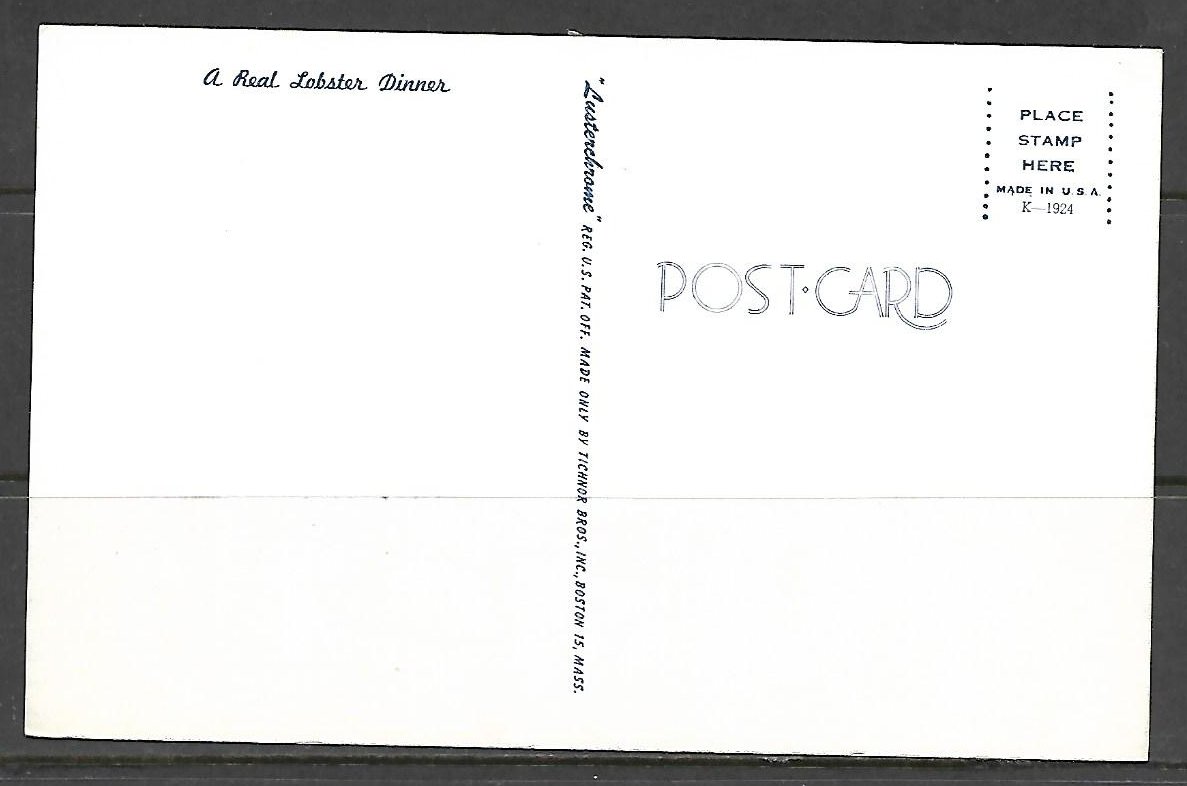 A Real Lobster Dinner
"Lusterchrome" REG. U.S. PAT. OFF. MADE ONLY BY TICHNOR BROS., INC., BOSTON 15, MASS.
PLACE
STAMP
HERE
MADE IN U.S.A.
K—1924
POST·CARD